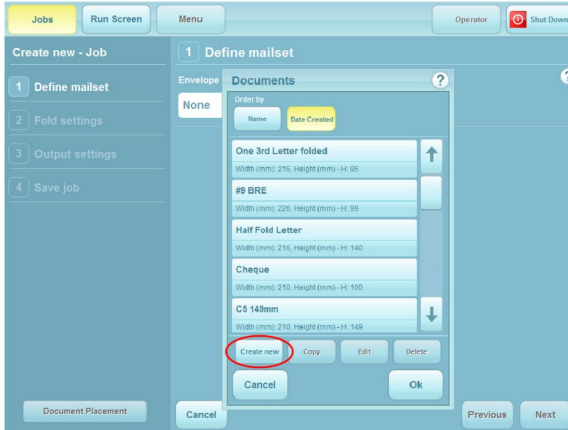 Jobs
Run Screen
Menu
Operator
Shut Down
Create new - Job
1 Define mailset
2 Fold settings
3 Output settings
4 Save job
Document Placement
1 Define mailset
Envelope
None
Documents
?
Order by
Name
Date Created
One 3rd Letter folded
Width (mm): 216, Height (mm) - H: 95
#9 BRE
Width (mm): 226, Height (mm) - H: 99
Half Fold Letter
Width (mm): 216, Height (mm) - H: 140
Cheque
Width (mm): 210, Height (mm) - H: 100
C5 149mm
Width (mm): 210, Height (mm) - H: 149
Create new
Copy
Edit
Delete
Cancel
Ok
Cancel
Previous
Next
?